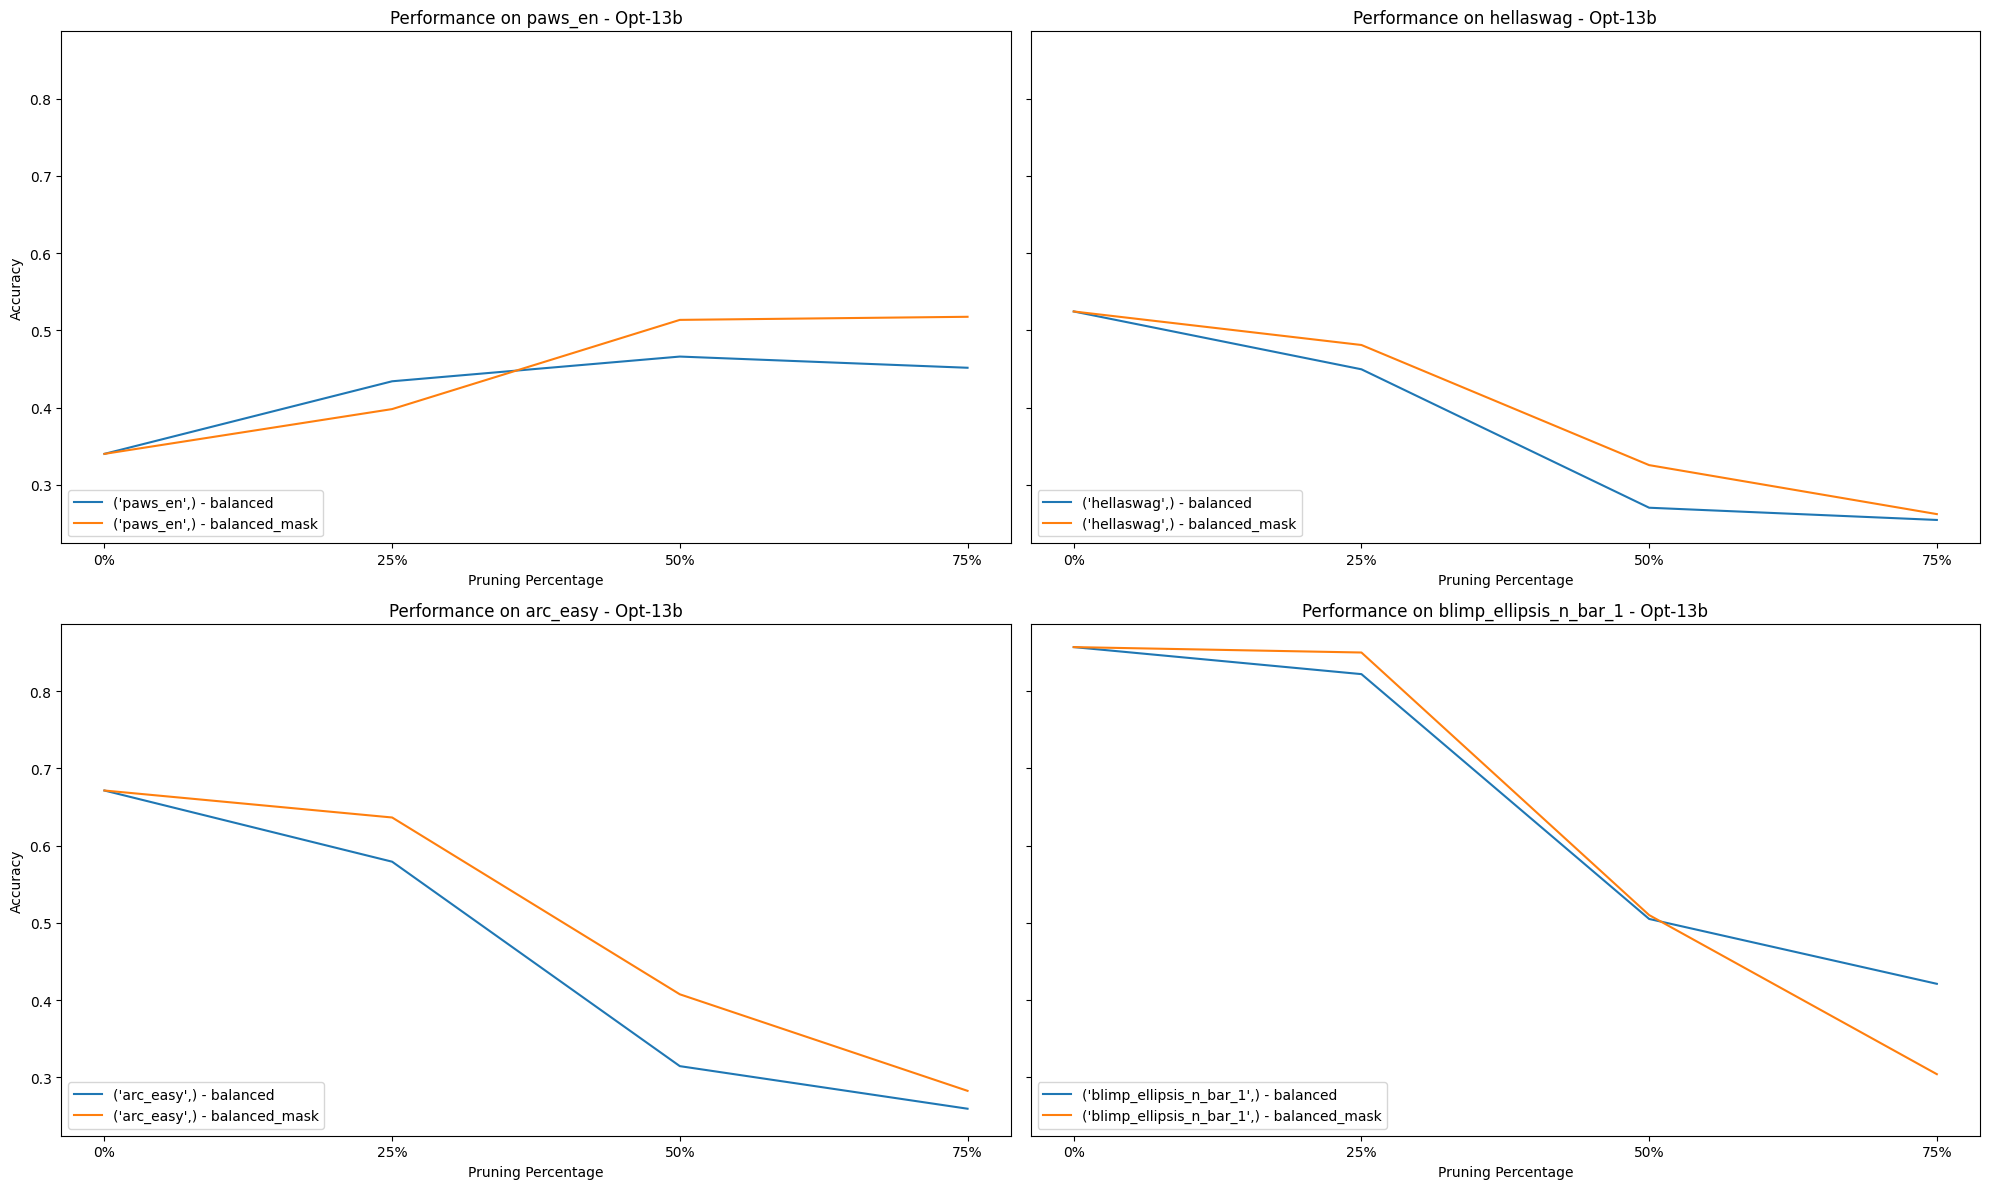 Performance on paws_en - Opt-13b
Accuracy
0.8
0.7
0.6
0.5
0.4
0.3
('paws_en',) - balanced
('paws_en',) - balanced_mask
0%
25%
50%
75%
Pruning Percentage
Performance on hellaswag - Opt-13b
('hellaswag',) - balanced
('hellaswag',) - balanced_mask
0%
25%
50%
75%
Pruning Percentage
Performance on arc_easy - Opt-13b
Accuracy
0.8
0.7
0.6
0.5
0.4
0.3
('arc_easy',) - balanced
('arc_easy',) - balanced_mask
0%
25%
50%
75%
Pruning Percentage
Performance on blimp_ellipsis_n_bar_1 - Opt-13b
('blimp_ellipsis_n_bar_1',) - balanced
('blimp_ellipsis_n_bar_1',) - balanced_mask
0%
25%
50%
75%
Pruning Percentage